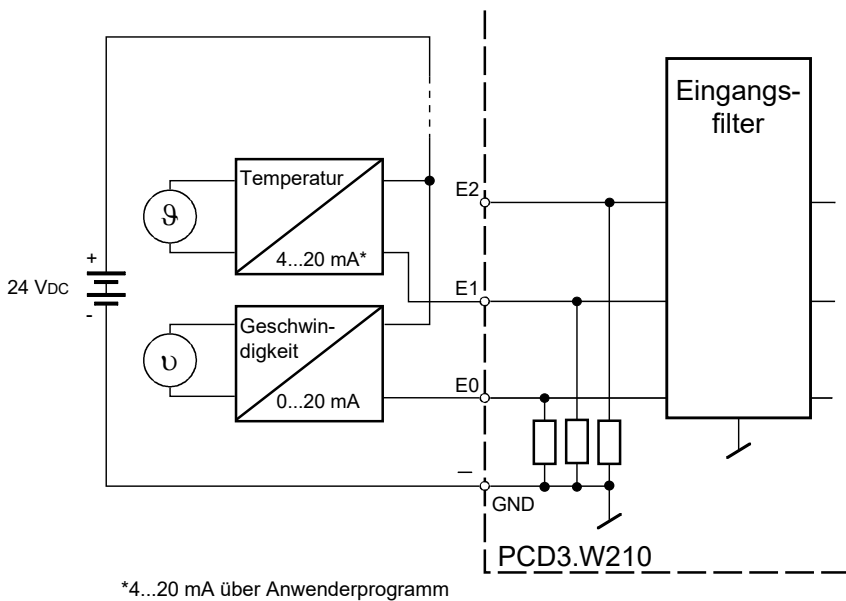 Eingangs-
filter
Temperatur
E2
ϑ
4...20 mA*
+
E1
24 VDC
-
Geschwin-
digkeit
υ
E0
0...20 mA
–
GND
PCD3.W210
*4...20 mA über Anwenderprogramm